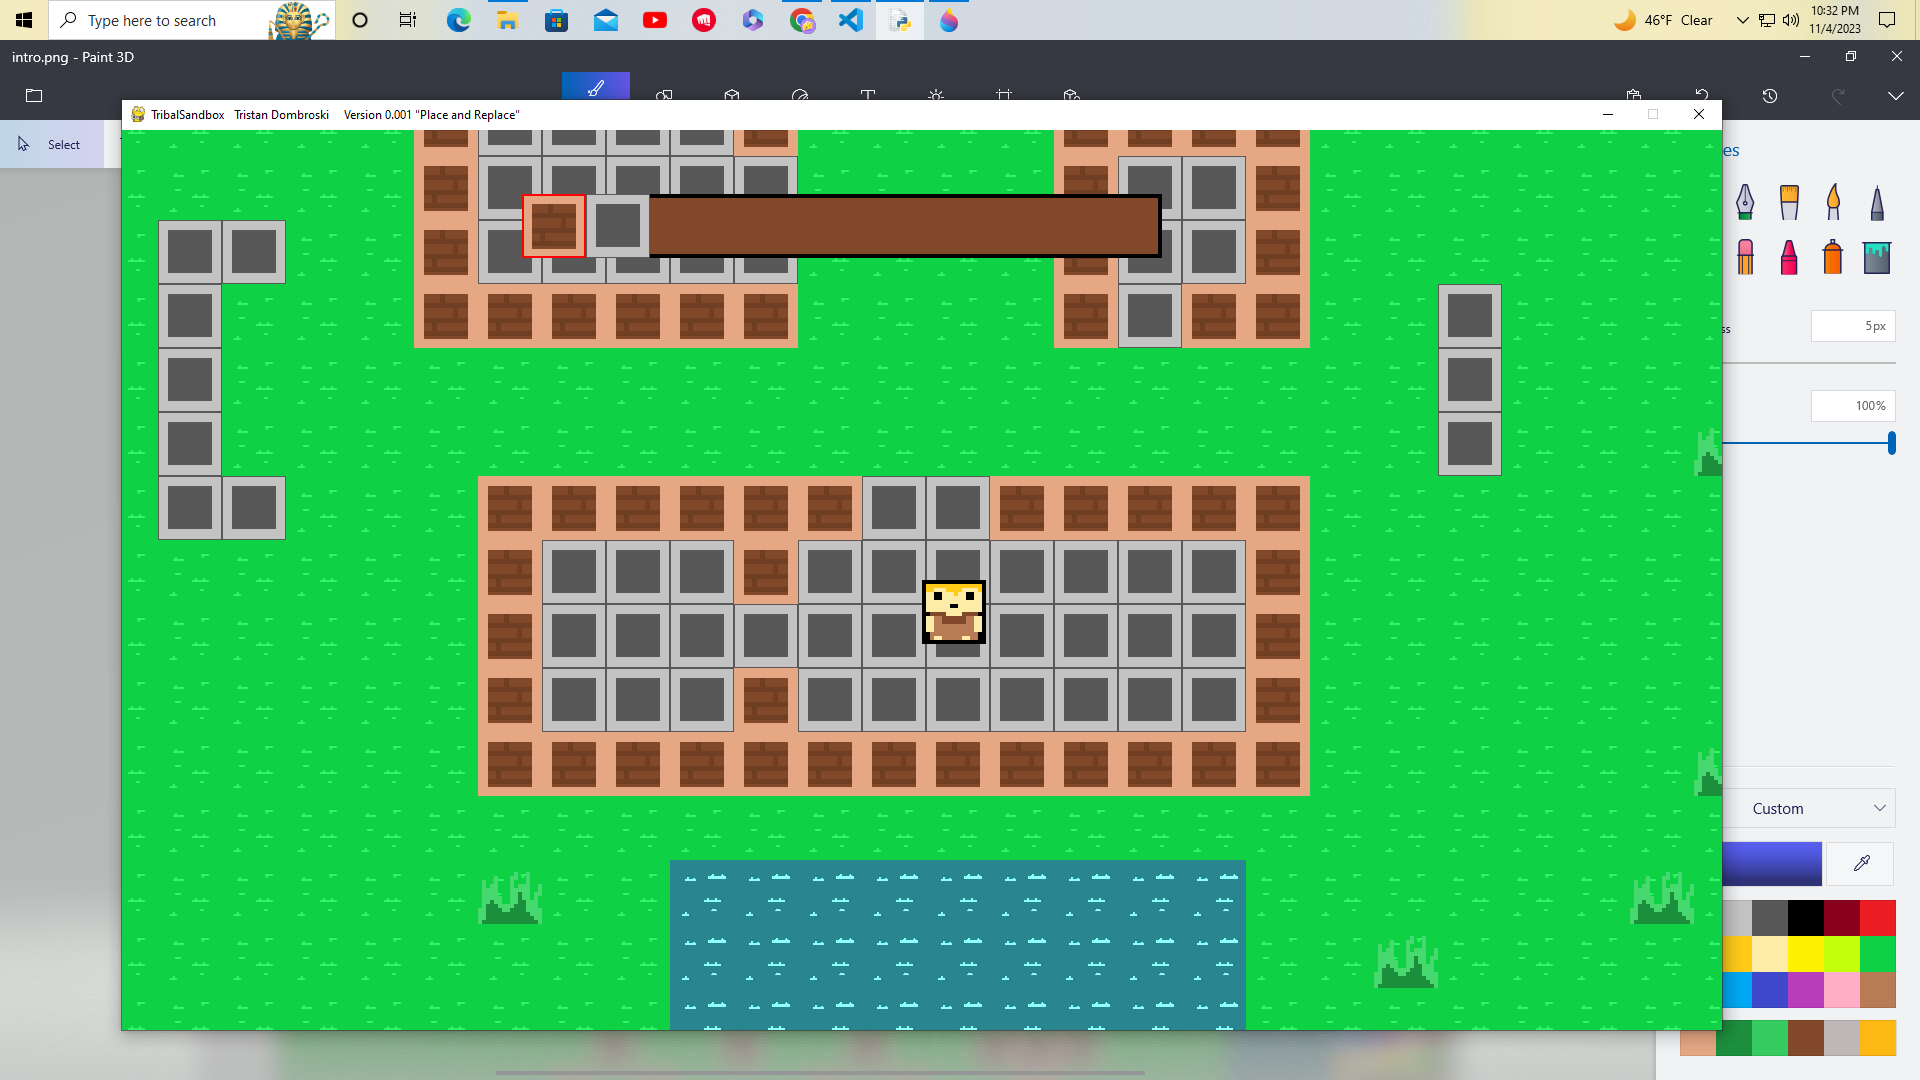 Type here to search
46°F Clear
10:32 PM
11/4/2023
intro.png - Paint 3D
TribalSandbox Tristan Dombroski Version 0.001 "Place and Replace"
Select
es
ss
5px
100%
Custom